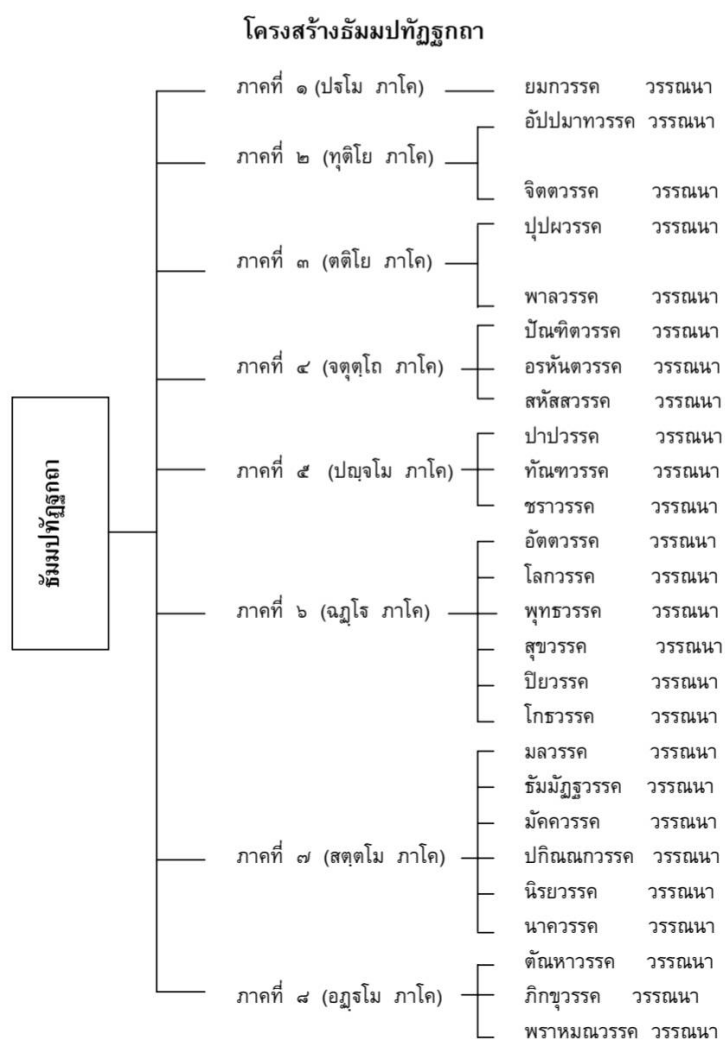 โครงสร้างธัมมปทัฏฐกถา
ธัมมปทัฏฐกถา
ภาคที่ ๑ (ปฐโม ภาโค)
ยมกวรรค วรรณนา
ภาคที่ ๒ (ทุติโย ภาโค)
อัปปมาทวรรค วรรณนา
จิตตวรรค วรรณนา
ภาคที่ ๓ (ตติโย ภาโค)
ปุปผวรรค วรรณนา
พาลวรรค วรรณนา
ภาคที่ ๔ (จตุตฺโถ ภาโค)
ปัณฑิตวรรค วรรณนา
อรหันตวรรค วรรณนา
สหัสสวรรค วรรณนา
ภาคที่ ๕ (ปญฺจโม ภาโค)
ปาปวรรค วรรณนา
ทัณฑวรรค วรรณนา
ชราวรรค วรรณนา
ภาคที่ ๖ (ฉฏฺโฐ ภาโค)
อัตตวรรค วรรณนา
โลกวรรค วรรณนา
พุทธวรรค วรรณนา
สุขวรรค วรรณนา
ปิยวรรค วรรณนา
โกธวรรค วรรณนา
ภาคที่ ๗ (สตฺตโม ภาโค)
มลวรรค วรรณนา
ธัมมัฏฐวรรค วรรณนา
มัคควรรค วรรณนา
ปกิณณกวรรค วรรณนา
นิรยวรรค วรรณนา
นาควรรค วรรณนา
ภาคที่ ๘ (อฏฺฐโม ภาโค)
ตัณหาวรรค วรรณนา
ภิกขุวรรค วรรณนา
พราหมณวรรค วรรณนา